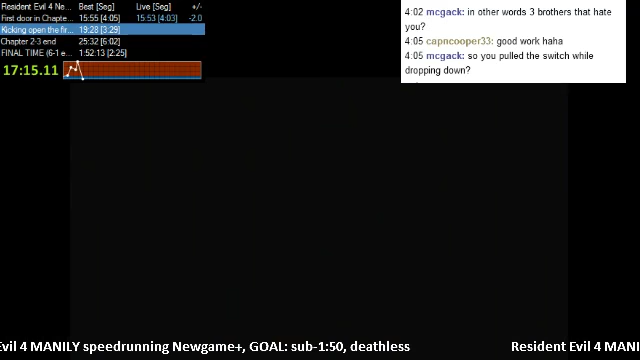 Resident Evil 4 Ne... Best [Seg] Live [Seg] +/-
First door in Chapte... 15:55 [4:05] 15:53 [4:03] -2.0
Kicking open the fir... 19:28 [3:29]
Chapter 2-3 end 25:32 [6:02]
FINAL TIME (6-1 e... 1:52:13 [2:25]
17:15.11
4:02 mcgack: in other words 3 brothers that hate
you?
4:05 capncooper33: good work haha
4:05 mcgack: so you pulled the switch while
dropping down?
Evil 4 MANILY speedrunning Newgame+, GOAL: sub-1:50, deathless
Resident Evil 4 MANI